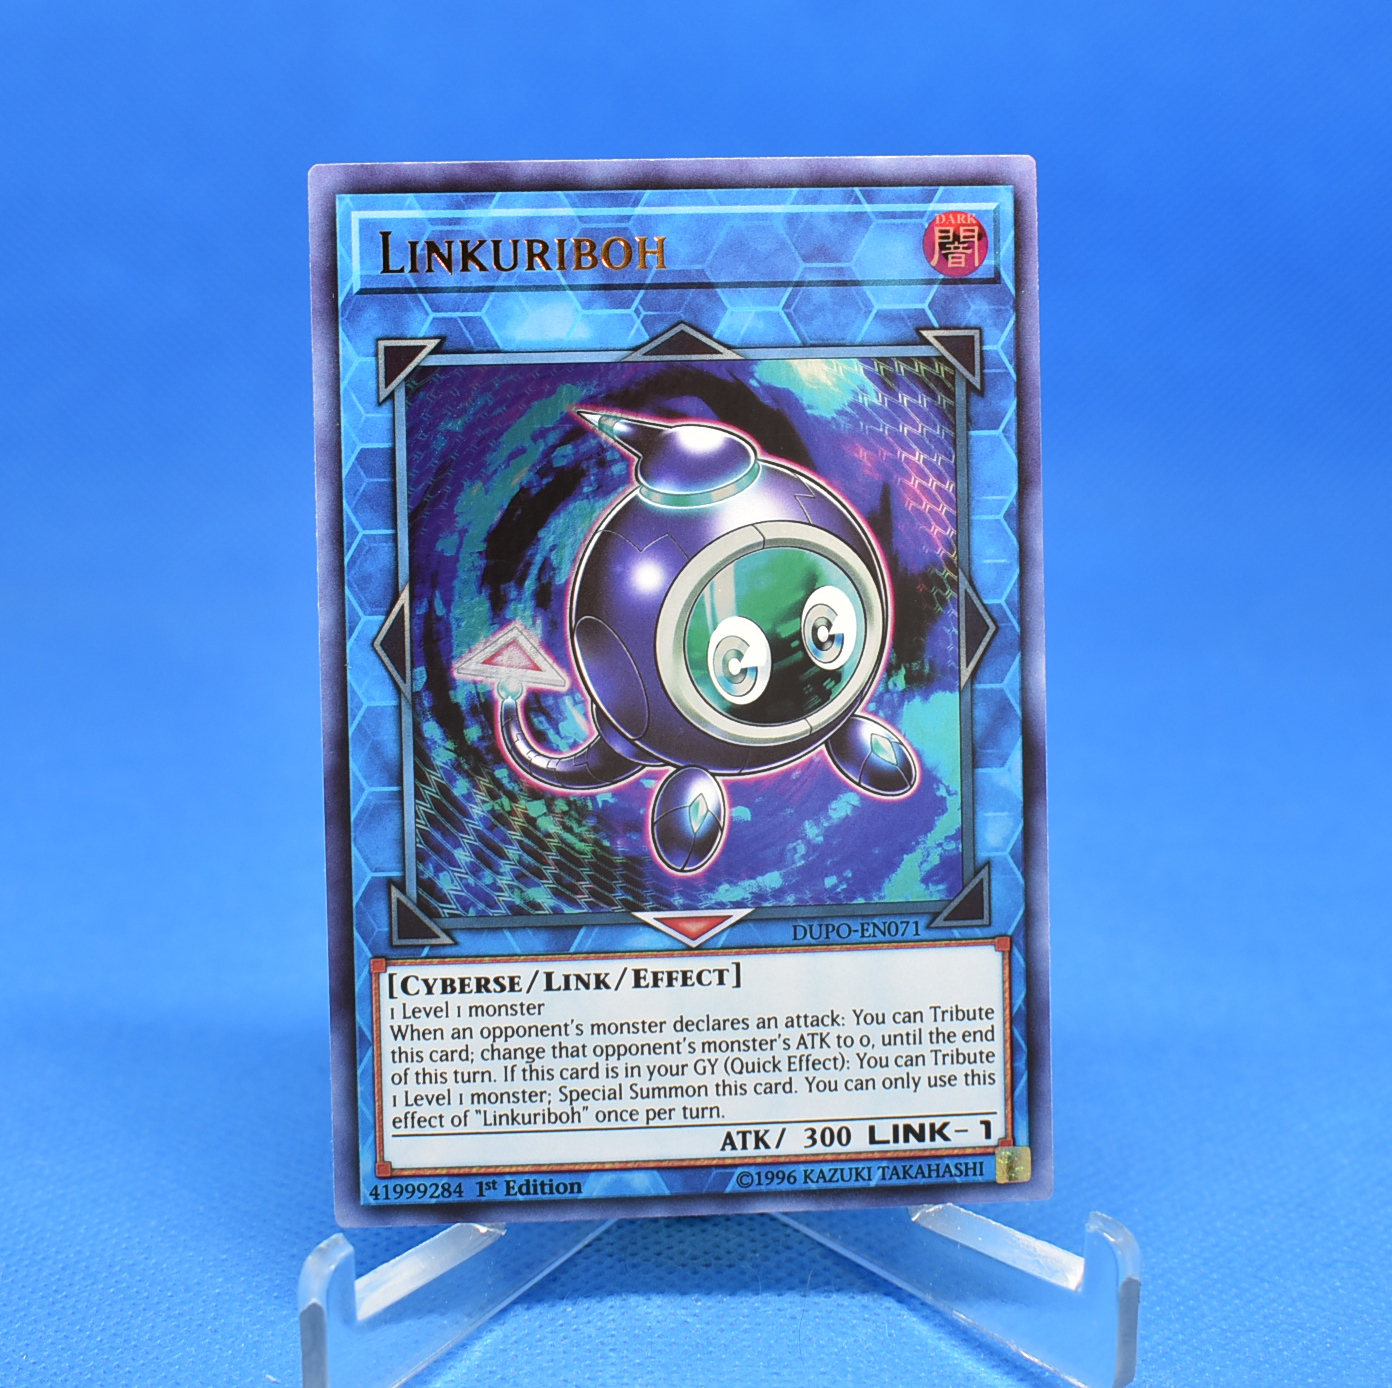 LINKURIBOH
DARK
闇
DUPO-EN071
[CYBERSE/LINK/EFFECT]
1 Level 1 monster
When an opponent's monster declares an attack: You can Tribute
this card; change that opponent's monster's ATK to 0, until the end
of this turn. If this card is in your GY (Quick Effect): You can Tribute
1 Level 1 monster; Special Summon this card. You can only use this
effect of "Linkuriboh" once per turn.
ATK/ 300 LINK-1
41999284 1st Edition ©1996 KAZUKI TAKAHASHI